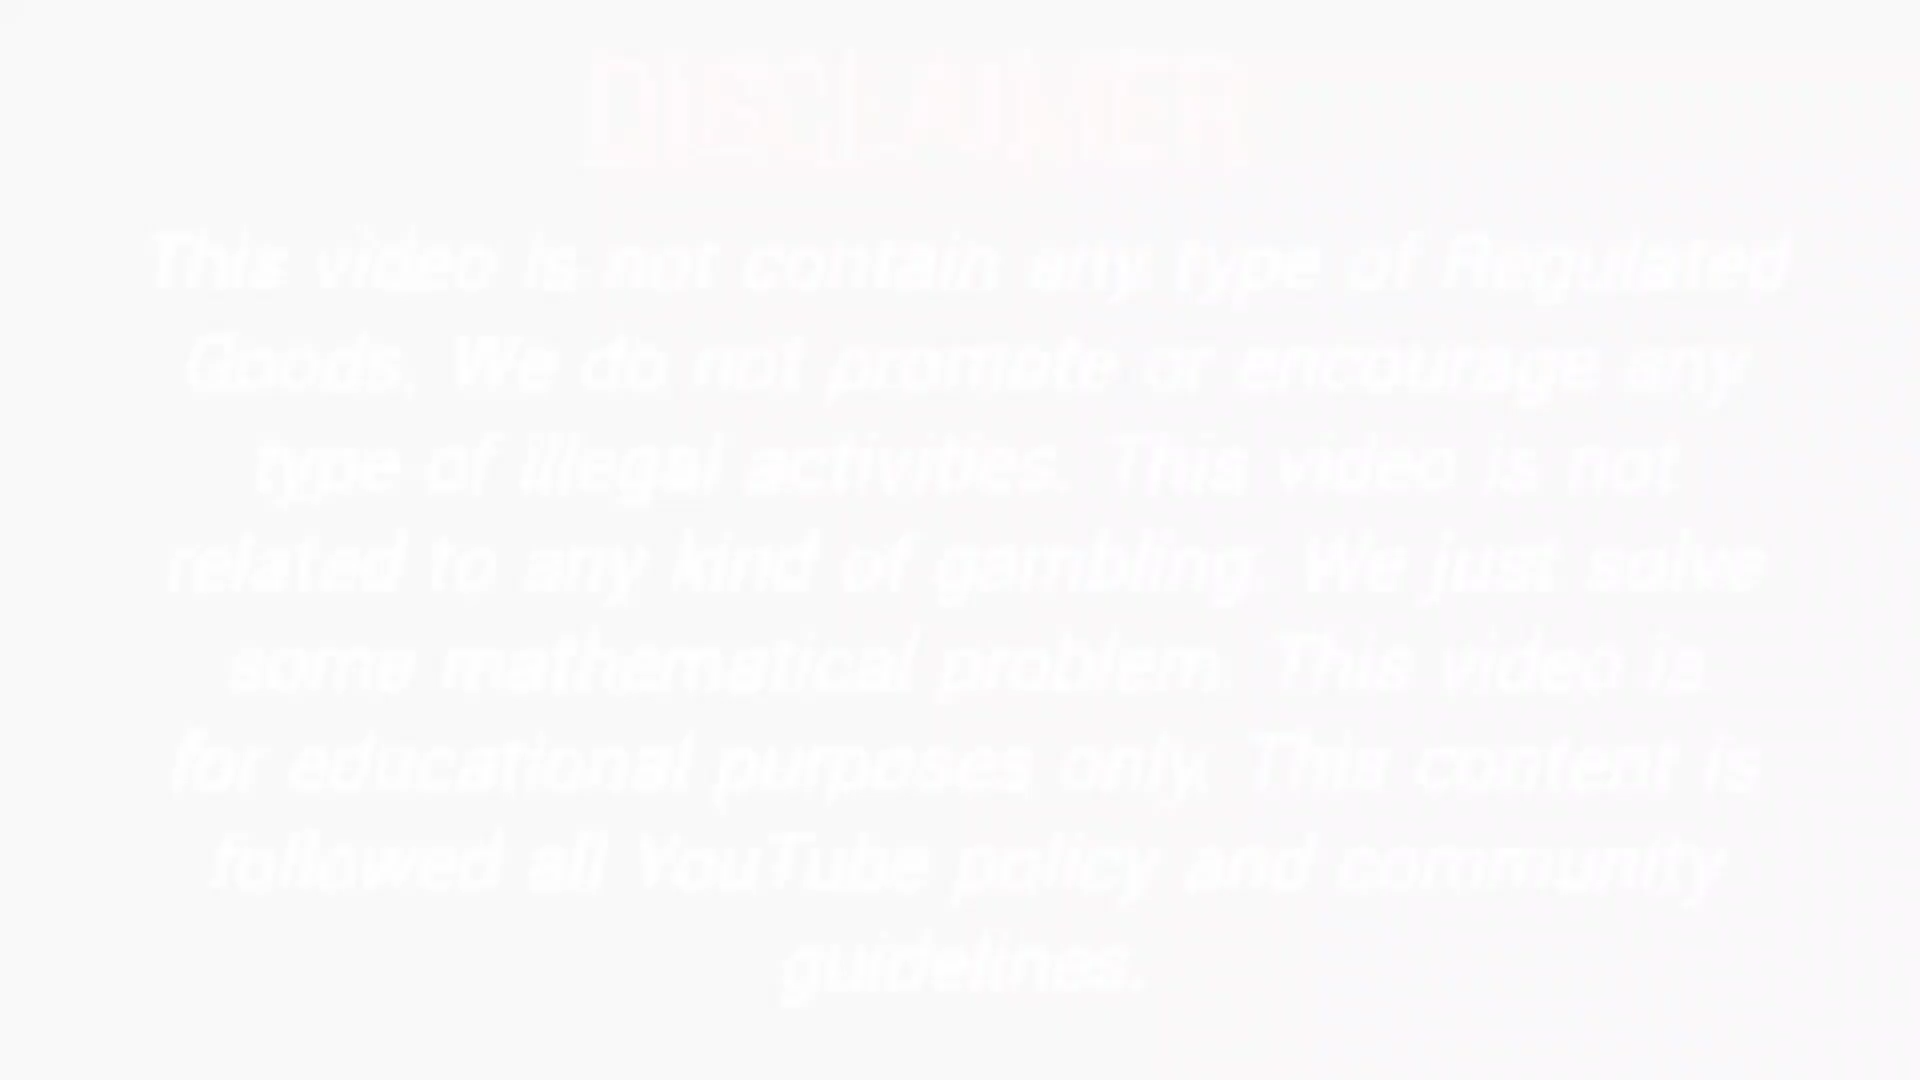 DISCLAIMER
This video is not contain any type of Regulated
Goods. We do not promote or encourage any
type of illegal activities. This video is not
related to any kind of gambling. We just solve
some mathematical problem. This video is
for educational purposes only. This content is
followed all YouTube policy and community
guidelines.